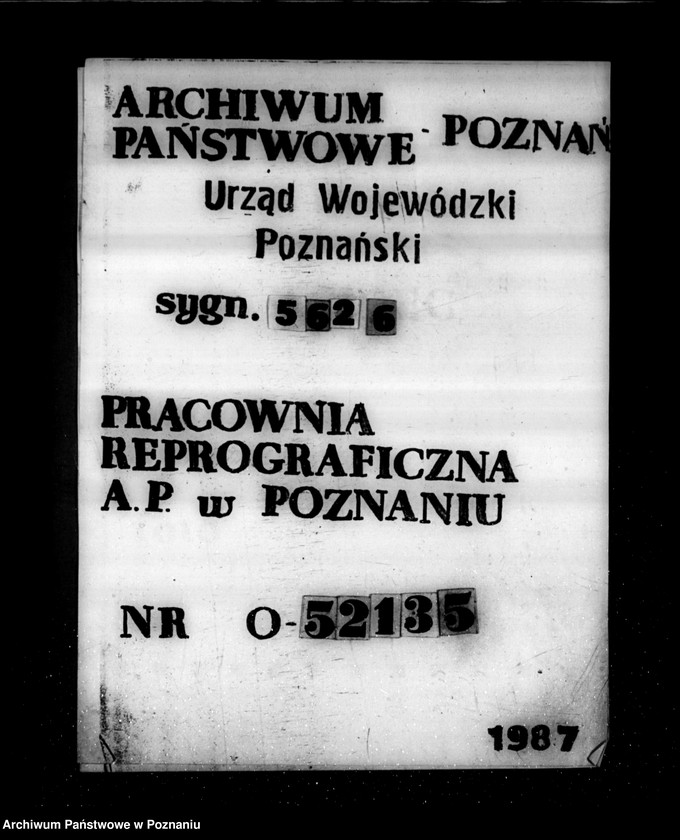 ARCHIWUM
PAŃSTWOWE - POZNAŃ
Urząd Wojewódzki
Poznański
sygn. 5626
PRACOWNIA
REPROGRAFICZNA
A.P. w POZNANIU
NR O-52135
1987
Archiwum Państwowe w Poznaniu